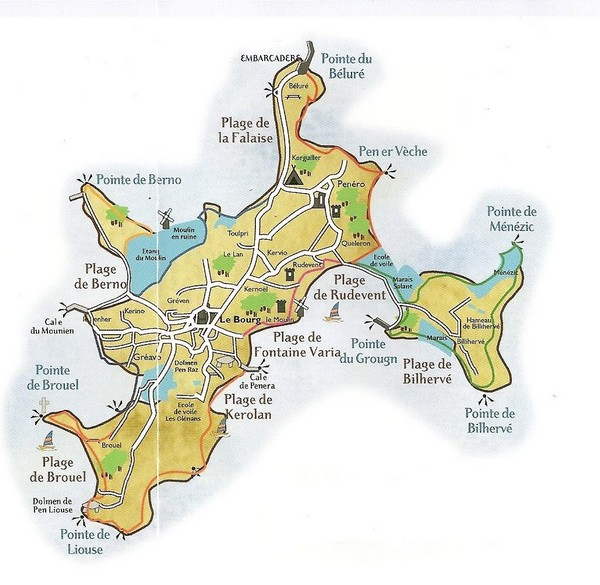 EMBARCADERE
Pointe du
Béluré
Béluré
Plage de
la Falaise
Pen er Vèche
Kerguiller
Penéro
Pointe de Berno
Pointe de
Ménézic
Moulin
en ruine
Toulpri
Etang
du Moulin
Le Lan
Kervio
Queleron
Ecole
de voile
Ménézic
Rudevent
Plage
de Berno
Marais
Salant
Plage
de Rudevent
Kernoël
Gréven
Kerino
Le Bourg
le Moulin
Cale
du Mounien
Hameau
de Bilhervé
Pointe
du Grougn
Marais
Bilhervé
Plage de
Fontaine Varia
Gréavo
Dolmen
Pen Raz
Plage de
Bilhervé
Pointe
de Brouel
Cale
de Penera
Plage de
Kerolan
Ecole
de voile
Les Glénans
Pointe de
Bilhervé
Brouel
Plage
de Brouel
Dolmen de
Pen Liouse
Pointe de
Liouse